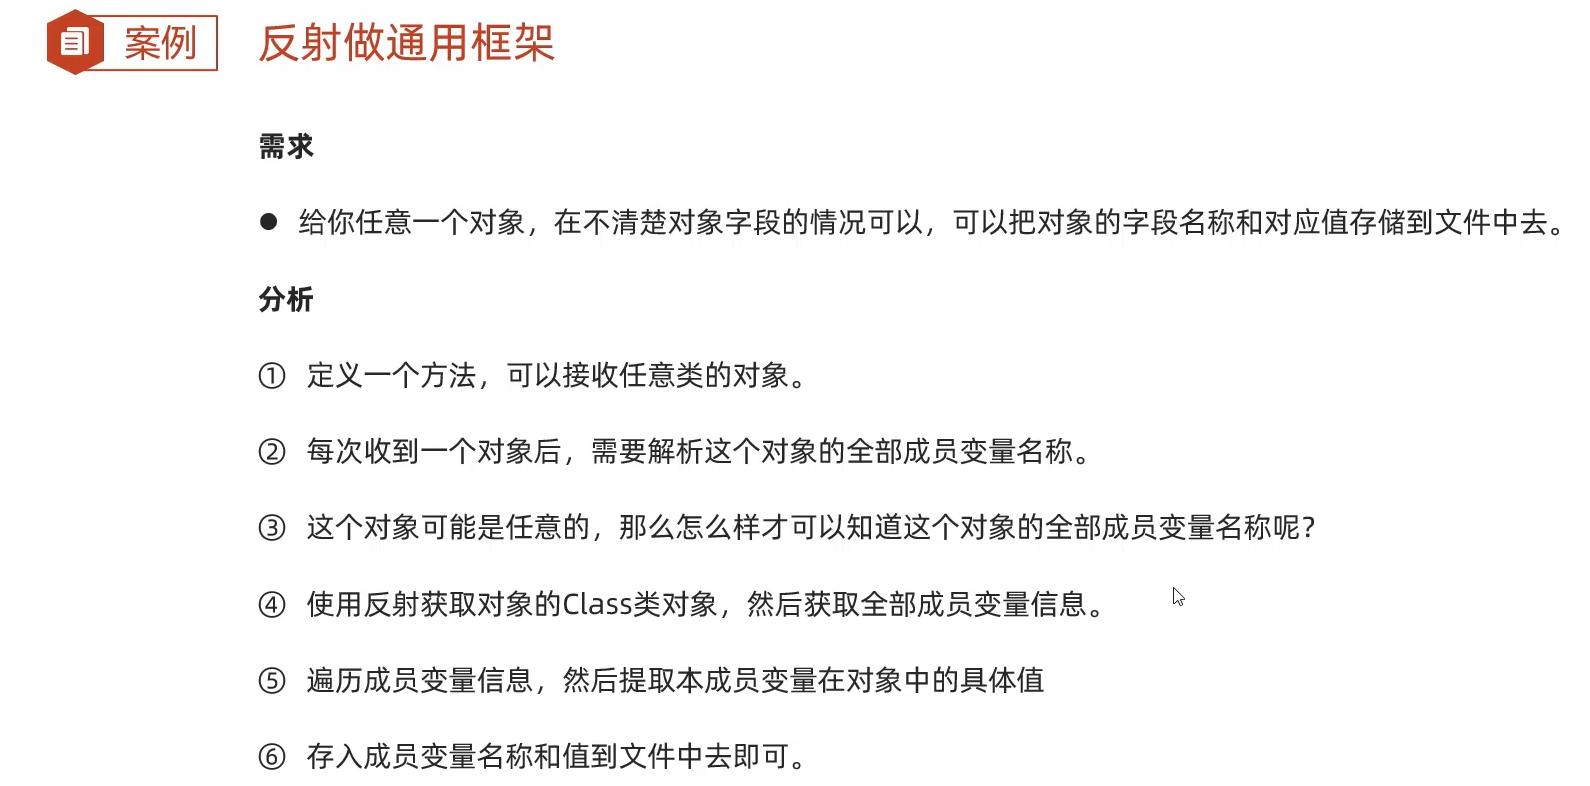 案例 反射做通用框架
需求
● 给你任意一个对象，在不清楚对象字段的情况可以，可以把对象的字段名称和对应值存储到文件中去。
分析
① 定义一个方法，可以接收任意类的对象。
② 每次收到一个对象后，需要解析这个对象的全部成员变量名称。
③ 这个对象可能是任意的，那么怎么样才可以知道这个对象的全部成员变量名称呢？
④ 使用反射获取对象的Class类对象，然后获取全部成员变量信息。
⑤ 遍历成员变量信息，然后提取本成员变量在对象中的具体值
⑥ 存入成员变量名称和值到文件中去即可。